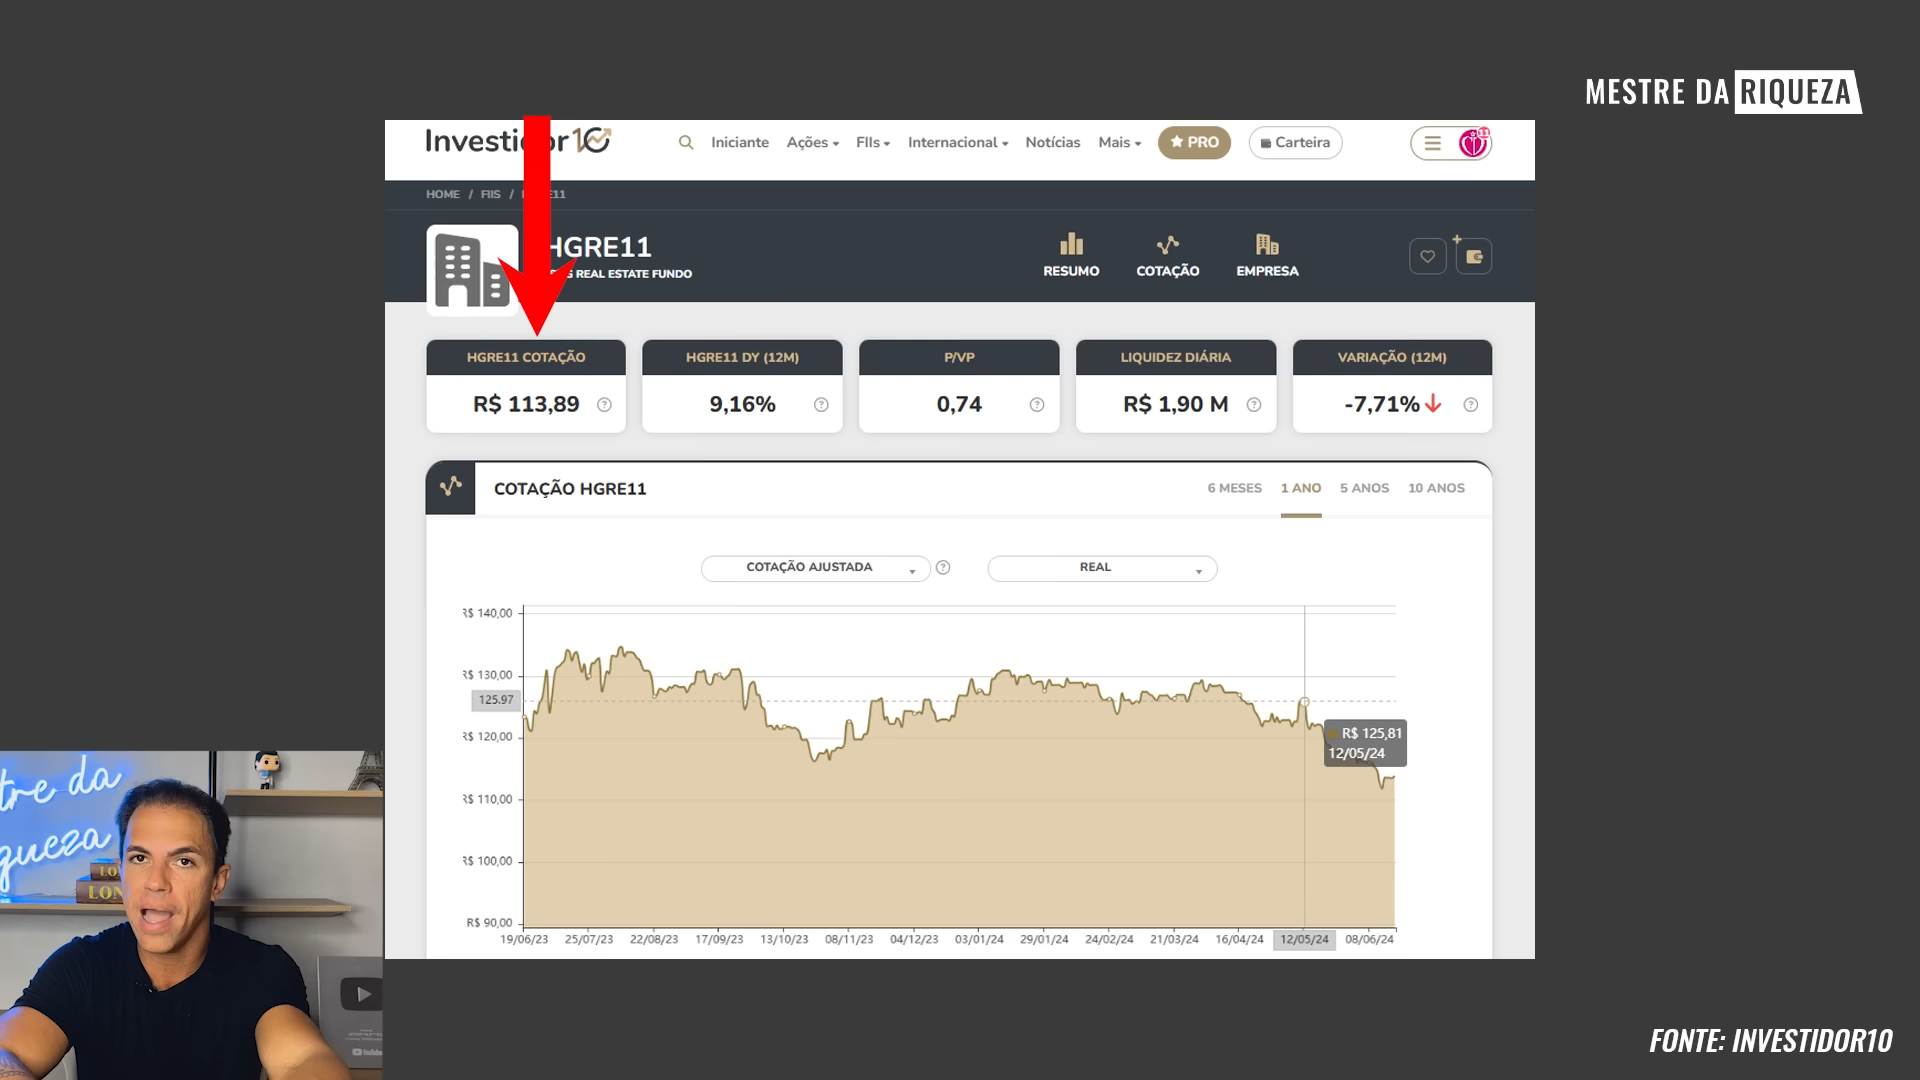 MESTRE DA RIQUEZA
Investidor10
Iniciante Ações FIIs Internacional Notícias Mais PRO Carteira 11
HOME / FIIS /
HGRE11
REAL ESTATE FUNDO
RESUMO COTAÇÃO EMPRESA
HGRE11 COTAÇÃO HGRE11 DY (12M) P/VP LIQUIDEZ DIÁRIA VARIAÇÃO (12M)
R$ 113,89 9,16% 0,74 R$ 1,90 M -7,71%
COTAÇÃO HGRE11 6 MESES 1 ANO 5 ANOS 10 ANOS
COTAÇÃO AJUSTADA REAL
R$ 140,00
R$ 130,00
125.97
R$ 120,00
R$ 125,81
12/05/24
R$ 110,00
R$ 100,00
R$ 90,00
19/06/23 25/07/23 22/08/23 17/09/23 13/10/23 08/11/23 04/12/23 03/01/24 29/01/24 24/02/24 21/03/24 16/04/24 12/05/24 08/06/24
tre da
queza
LO
LON
FONTE: INVESTIDOR10